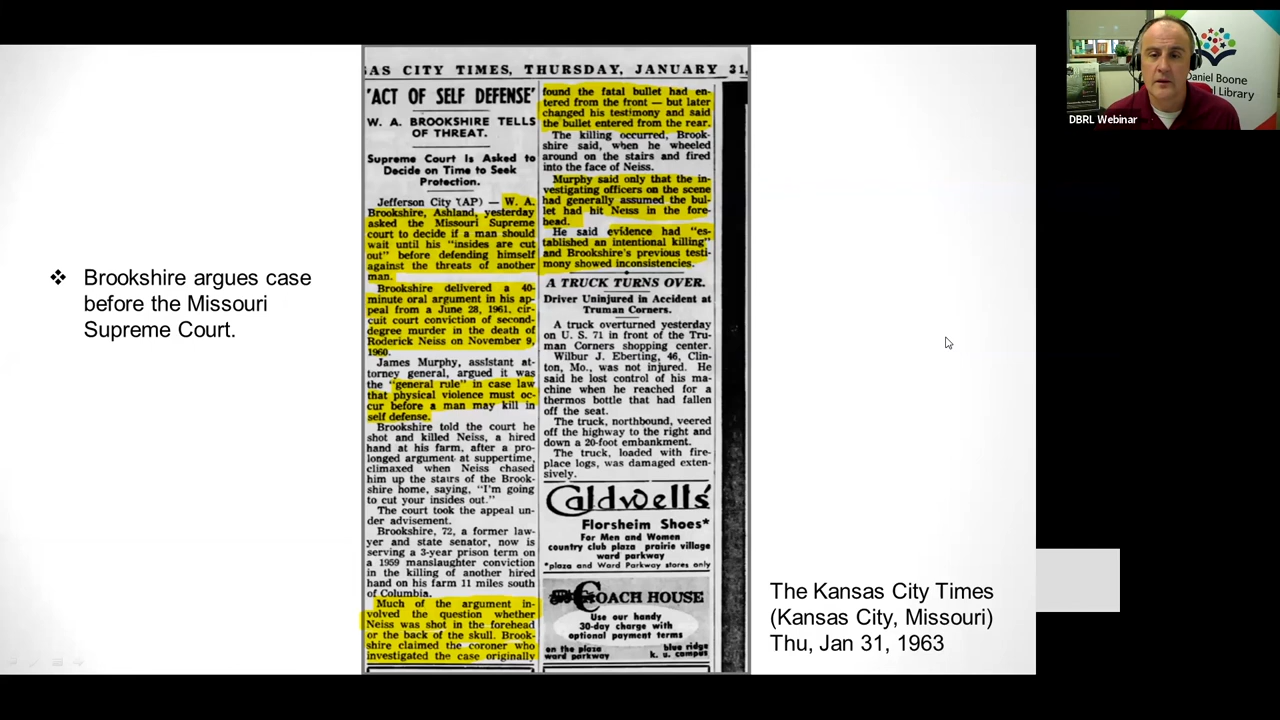 ❖ Brookshire argues case
before the Missouri
Supreme Court.
AS CITY TIMES, THURSDAY, JANUARY 31,
'ACT OF SELF DEFENSE'
W. A. BROOKSHIRE TELLS
OF THREAT.
Supreme Court Is Asked to
Decide on Time to Seek
Protection.
Jefferson City (AP) — W. A.
Brookshire, Ashland, yesterday
asked the Missouri Supreme
court to decide if a man should
wait until his "insides are cut
out" before defending himself
against the threats of another
man.
Brookshire delivered a 40-
minute oral argument in his ap-
peal from a June 28, 1961, cir-
cuit court conviction of second-
degree murder in the death of
Roderick Neiss on November 9,
1960.
James Murphy, assistant at-
torney general, argued it was
the "general rule" in case law
that physical violence must oc-
cur before a man may kill in
self defense.
Brookshire told the court he
shot and killed Neiss, a hired
hand at his farm, after a pro-
longed argument at suppertime,
climaxed when Neiss chased
him up the stairs of the Brook-
shire home, saying, "I'm going
to cut your insides out."
The court took the appeal un-
der advisement.
Brookshire, 72, a former law-
yer and state senator, now is
serving a 3-year prison term on
a 1959 manslaughter conviction
in the killing of another hired
hand on his farm 11 miles south
of Columbia.
Much of the argument in-
volved the question whether
Neiss was shot in the forehead
or the back of the skull. Brook-
shire claimed the coroner who
investigated the case originally
found the fatal bullet had en-
tered from the front — but later
changed his testimony and said
the bullet entered from the rear.
The killing occurred, Brook-
shire said, when he wheeled
around on the stairs and fired
into the face of Neiss.
Murphy said only that the in-
vestigating officers on the scene
had generally assumed the bul-
let had hit Neiss in the fore-
head.
He said evidence had "es-
tablished an intentional killing"
and Brookshire's previous testi-
mony showed inconsistencies.
A TRUCK TURNS OVER.
Driver Uninjured in Accident at
Truman Corners.
A truck overturned yesterday
on U. S. 71 in front of the Tru-
man Corners shopping center.
Wilbur J. Eberting, 46, Clin-
ton, Mo., was not injured. He
said he lost control of his ma-
chine when he reached for a
thermos bottle that had fallen
off the seat.
The truck, northbound, veered
off the highway to the right and
down a 20-foot embankment.
The truck, loaded with fire-
place logs, was damaged exten-
sively.
Caldwells'
Florsheim Shoes*
For Men and Women
country club plaza prairie village
ward parkway
*plaza and Ward Parkway stores only
COACH HOUSE
Use our handy
30-day charge with
optional payment terms
on the plaza
ward parkway
blue ridge
k. u. campus
The Kansas City Times
(Kansas City, Missouri)
Thu, Jan 31, 1963
Daniel Boone
l Library
DBRL Webinar